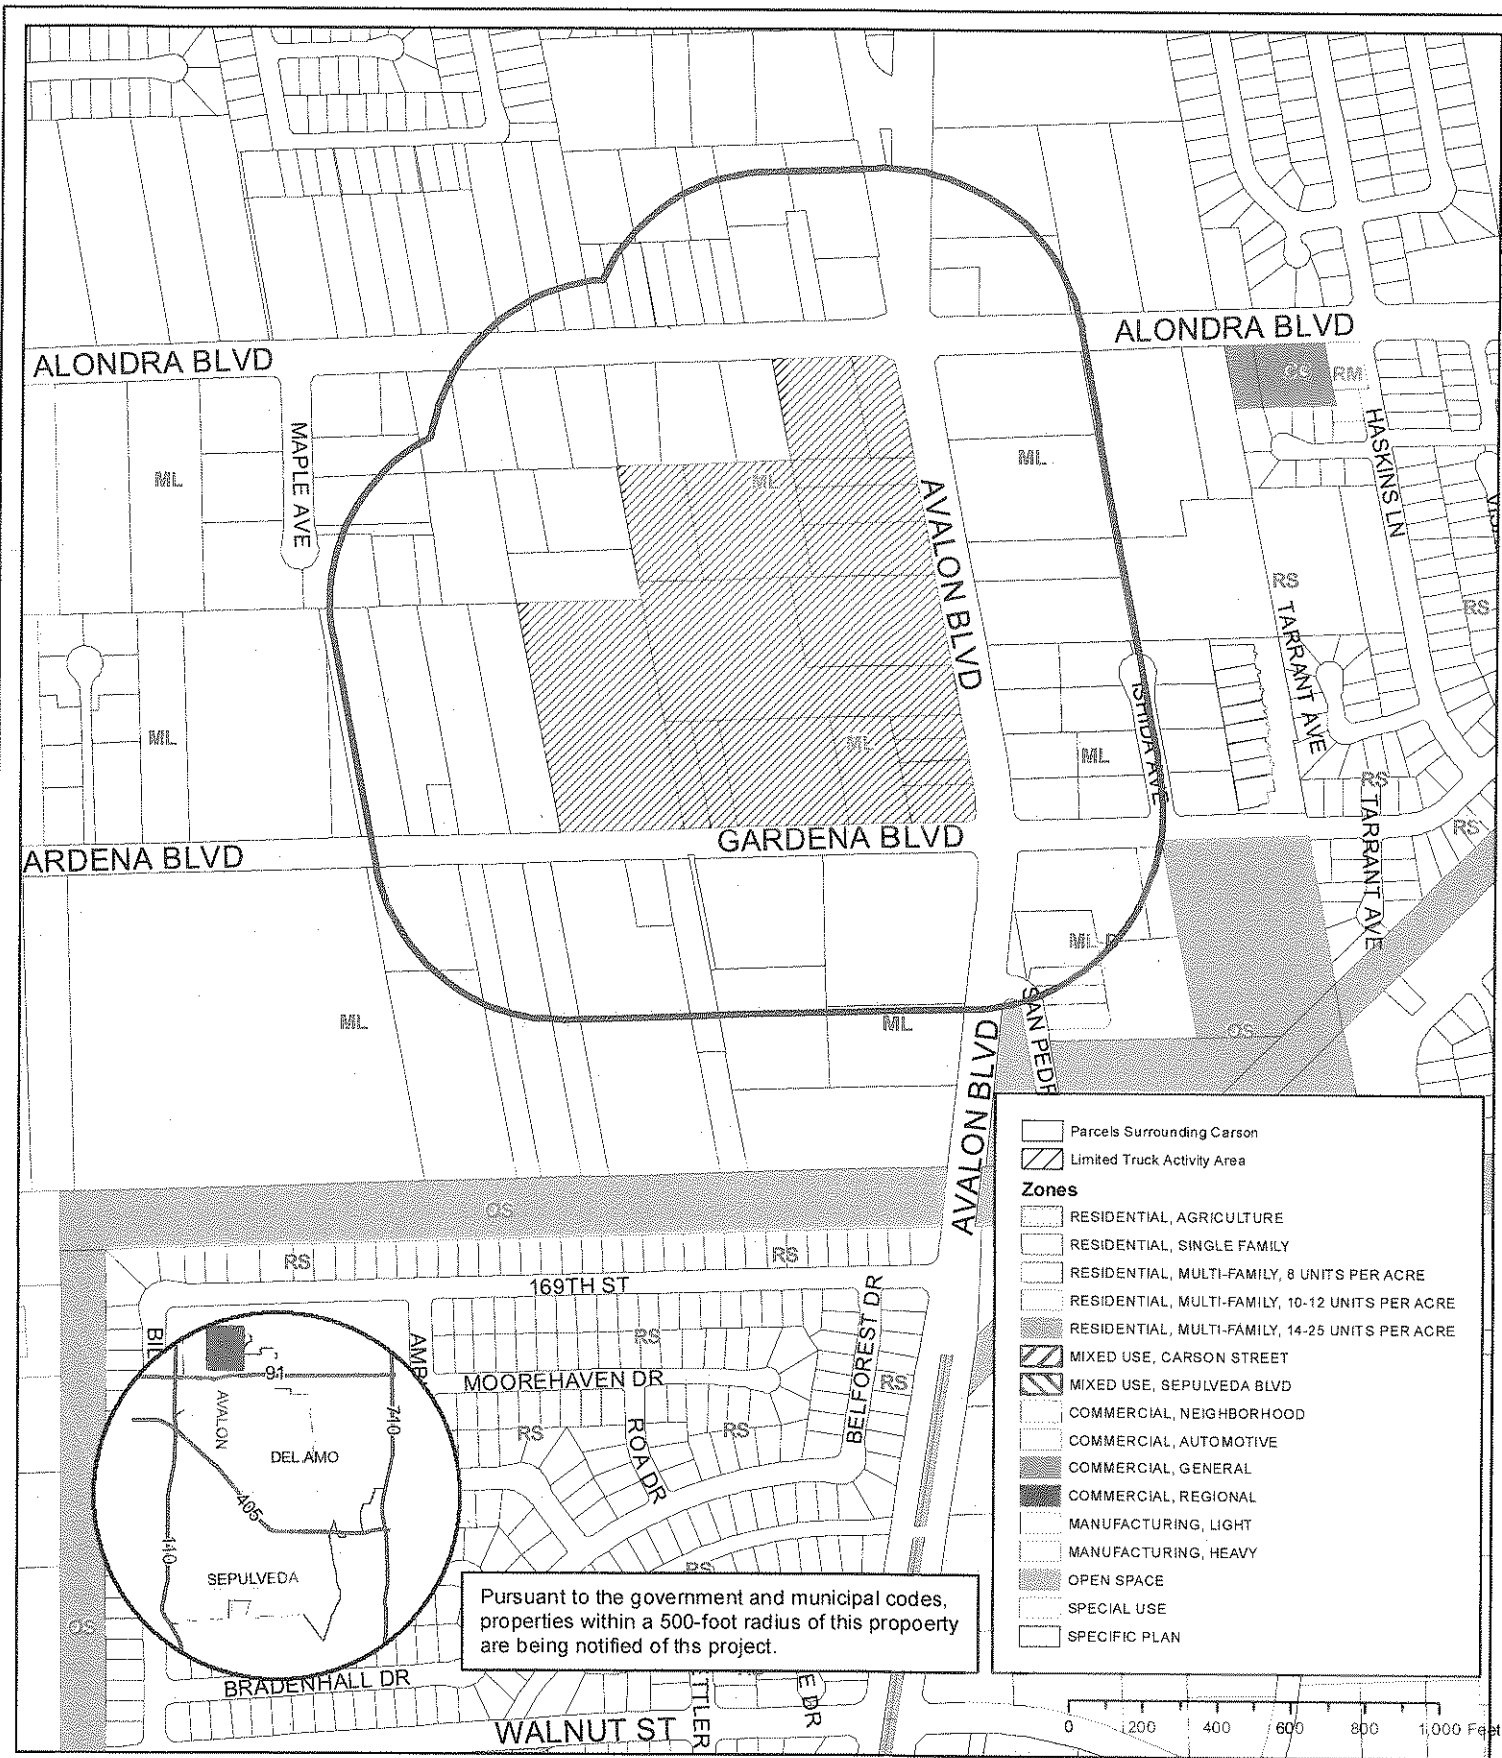 ALONDRA BLVD
ALONDRA BLVD
CG
RM
MAPLE AVE
HASKINS LN
ML
ML
ML
AVALON BLVD
RS
RS
TARRANT AVE
ISHIDA AVE
ML
ML
ML
RS
TARRANT AVE
RS
ARDENA BLVD
GARDENA BLVD
ML
ML
ML
SAN PEDR
OS
AVALON BLVD
OS
RS
RS
169TH ST
RS
BELFOREST DR
MOOREHAVEN DR
RS
RS
RS
ROA DR
RS
OS
BRADENHALL DR
WALNUT ST
TTLER
E DR
91
AVALON
710
DEL AMO
405
110
SEPULVEDA
Pursuant to the government and municipal codes,
properties within a 500-foot radius of this propoerty
are being notified of ths project.
Parcels Surrounding Carson
Limited Truck Activity Area
Zones
RESIDENTIAL, AGRICULTURE
RESIDENTIAL, SINGLE FAMILY
RESIDENTIAL, MULTI-FAMILY, 8 UNITS PER ACRE
RESIDENTIAL, MULTI-FAMILY, 10-12 UNITS PER ACRE
RESIDENTIAL, MULTI-FAMILY, 14-25 UNITS PER ACRE
MIXED USE, CARSON STREET
MIXED USE, SEPULVEDA BLVD
COMMERCIAL, NEIGHBORHOOD
COMMERCIAL, AUTOMOTIVE
COMMERCIAL, GENERAL
COMMERCIAL, REGIONAL
MANUFACTURING, LIGHT
MANUFACTURING, HEAVY
OPEN SPACE
SPECIAL USE
SPECIFIC PLAN
0 200 400 600 800 1,000 Feet